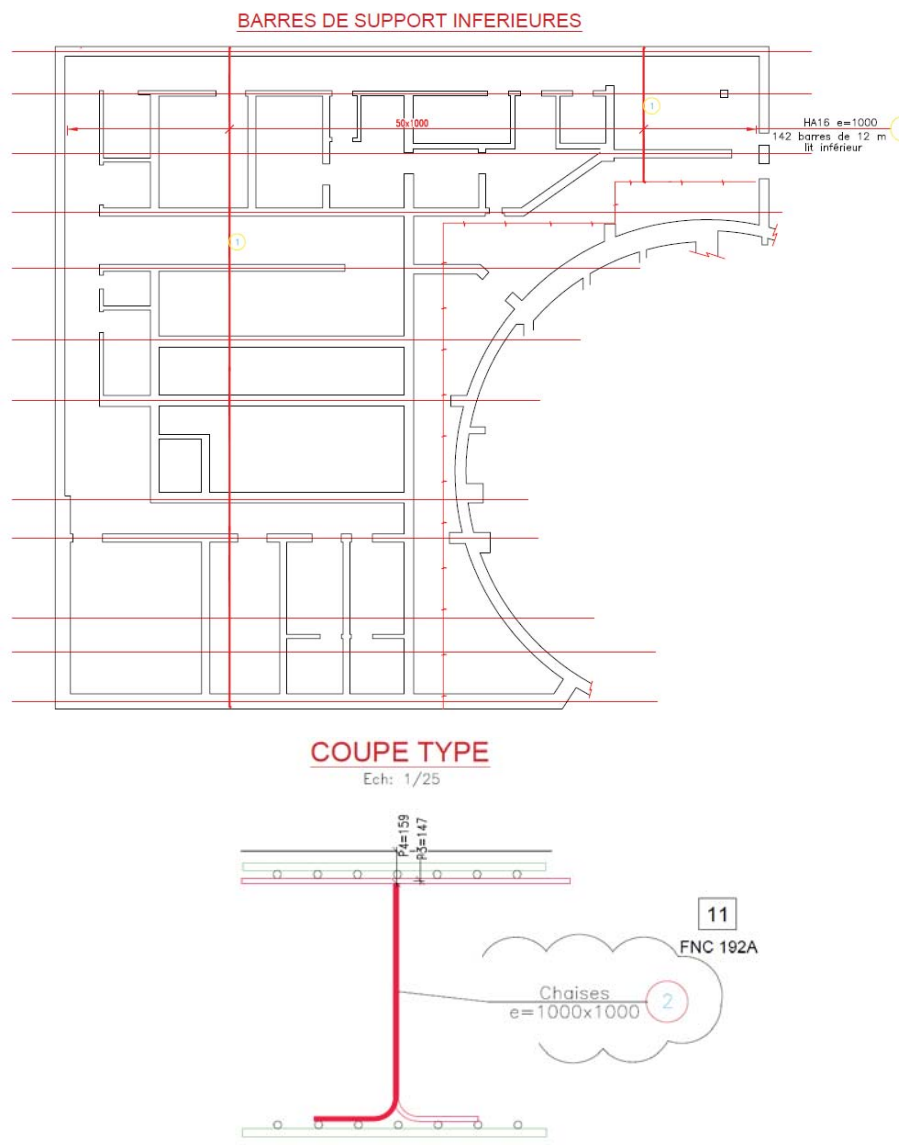 BARRES DE SUPPORT INFERIEURES
1
50x1000
HA16 e=1000
142 barres de 12 m
lit inférieur
1
COUPE TYPE
Ech: 1/25
P4=159
P3=147
11
FNC 192A
Chaises
e=1000x1000
2